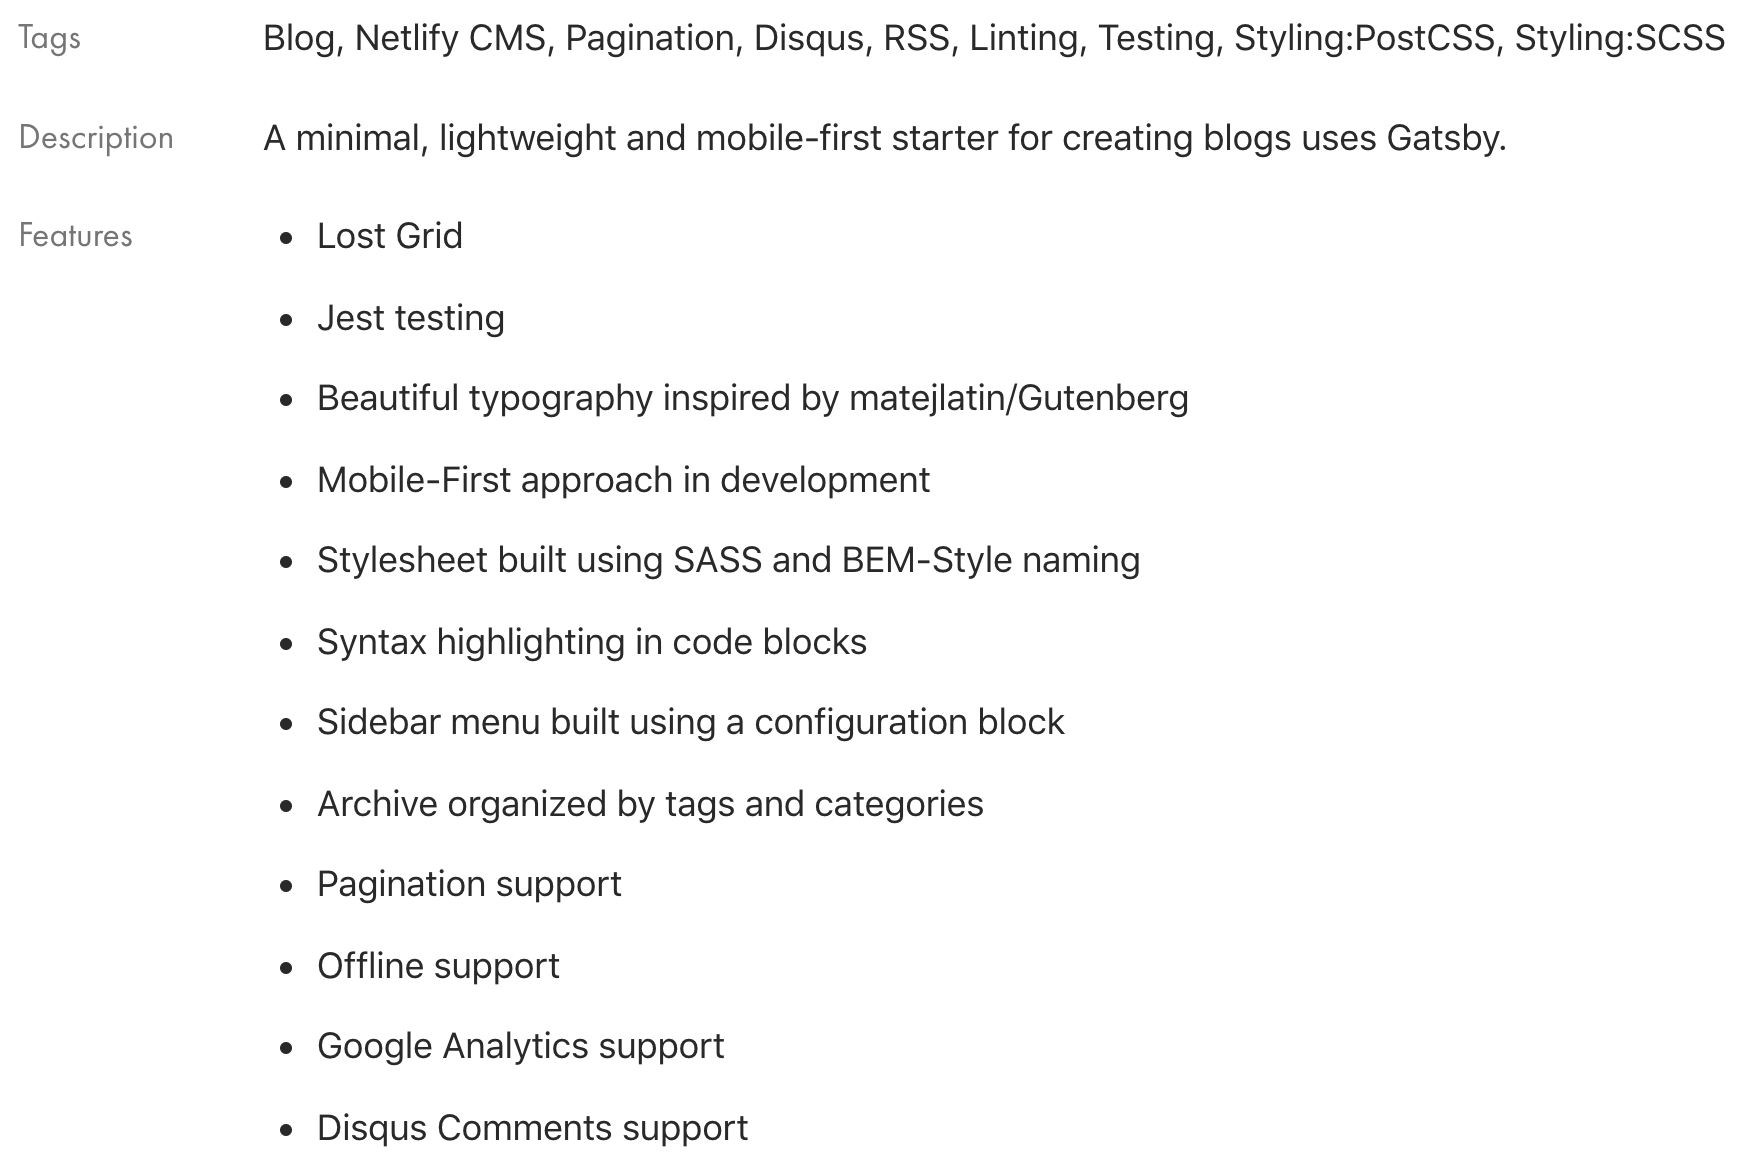 Tags Blog, Netlify CMS, Pagination, Disqus, RSS, Linting, Testing, Styling:PostCSS, Styling:SCSS
Description A minimal, lightweight and mobile-first starter for creating blogs uses Gatsby.
Features • Lost Grid
• Jest testing
• Beautiful typography inspired by matejlatin/Gutenberg
• Mobile-First approach in development
• Stylesheet built using SASS and BEM-Style naming
• Syntax highlighting in code blocks
• Sidebar menu built using a configuration block
• Archive organized by tags and categories
• Pagination support
• Offline support
• Google Analytics support
• Disqus Comments support